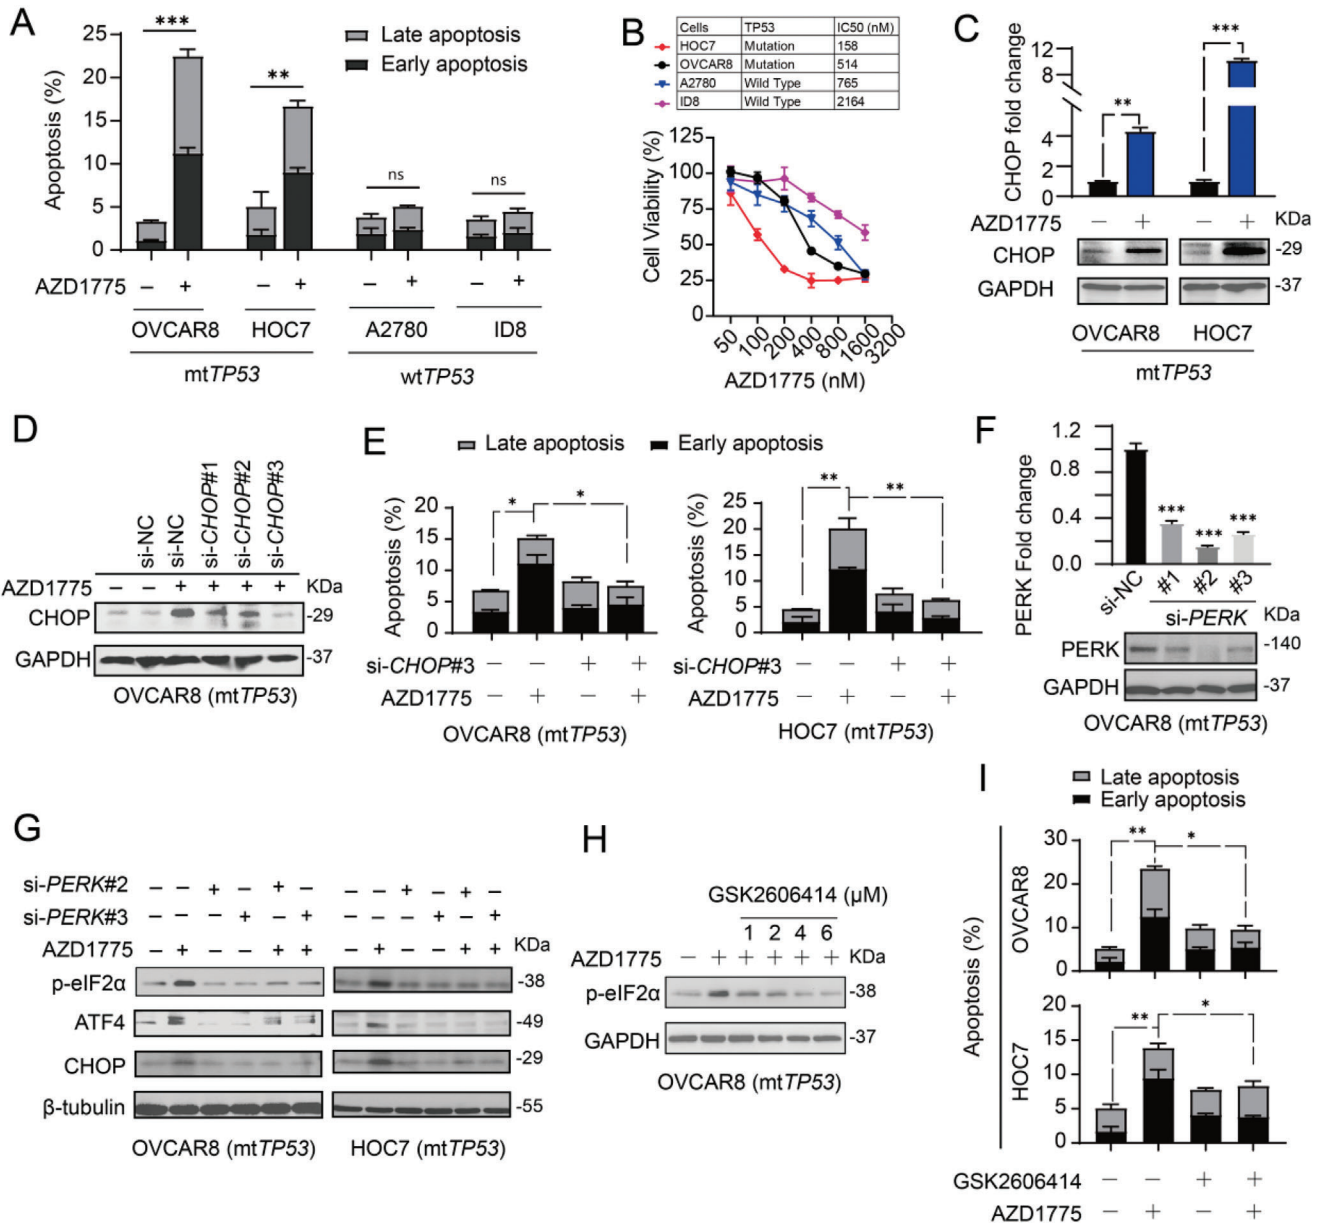 A
***
Late apoptosis
Early apoptosis
**
ns
ns
Apoptosis (%)
25
20
15
10
5
0
AZD1775 – + – + – + – +
OVCAR8 HOC7 A2780 ID8
mtTP53 wtTP53
B
Cells TP53 IC50 (nM)
HOC7 Mutation 158
OVCAR8 Mutation 514
A2780 Wild Type 765
ID8 Wild Type 2164
Cell Viability (%)
125
100
75
50
25
0
50 100 200 400 800 1600 3200
AZD1775 (nM)
C
CHOP fold change
12
8
4
2
0
**
***
AZD1775 – + – + KDa
CHOP -29
GAPDH -37
OVCAR8 HOC7
mtTP53
D
si-NC
si-NC
si-CHOP#1
si-CHOP#2
si-CHOP#3
AZD1775 – – + + + + KDa
CHOP -29
GAPDH -37
OVCAR8 (mtTP53)
E
Late apoptosis Early apoptosis
Apoptosis (%)
20
15
10
5
0
* *
si-CHOP#3 – – + +
AZD1775 – + – +
OVCAR8 (mtTP53)
Apoptosis (%)
25
20
15
10
5
0
** **
si-CHOP#3 – – + +
AZD1775 – + – +
HOC7 (mtTP53)
F
PERK Fold change
1.2
0.8
0.4
0.0
*** *** ***
si-NC #1 #2 #3
si-PERK KDa
PERK -140
GAPDH -37
OVCAR8 (mtTP53)
G
si-PERK#2 – – + – + – – – + – + –
si-PERK#3 – – – + – + – – – + – +
AZD1775 – + – – + + – + – – + + KDa
p-eIF2α -38
ATF4 -49
CHOP -29
β-tubulin -55
OVCAR8 (mtTP53) HOC7 (mtTP53)
H
GSK2606414 (μM)
1 2 4 6
AZD1775 – + + + + + KDa
p-eIF2α -38
GAPDH -37
OVCAR8 (mtTP53)
I
Late apoptosis
Early apoptosis
Apoptosis (%)
OVCAR8
30
20
10
0
** *
HOC7
20
15
10
5
0
** *
GSK2606414 – – + +
AZD1775 – + – +